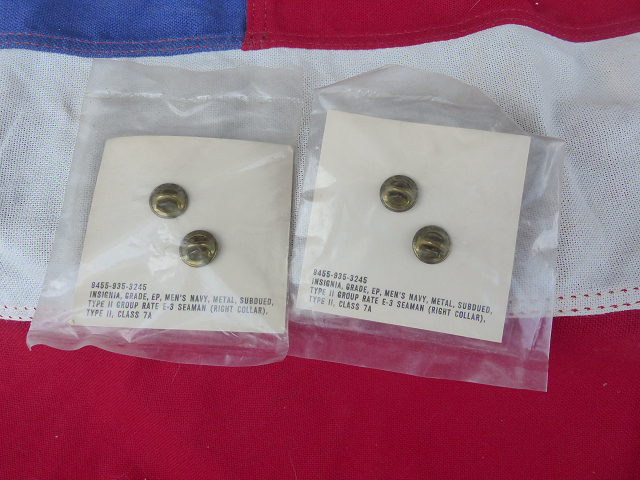 8455-935-3245
INSIGNIA, GRADE, EP, MEN'S NAVY, METAL, SUBDUED,
TYPE II GROUP RATE E-3 SEAMAN (RIGHT COLLAR),
TYPE II, CLASS 7A
8455-935-3245
INSIGNIA, GRADE, EP, MEN'S NAVY, METAL, SUBDUED,
TYPE II GROUP RATE E-3 SEAMAN (RIGHT COLLAR),
TYPE II, CLASS 7A